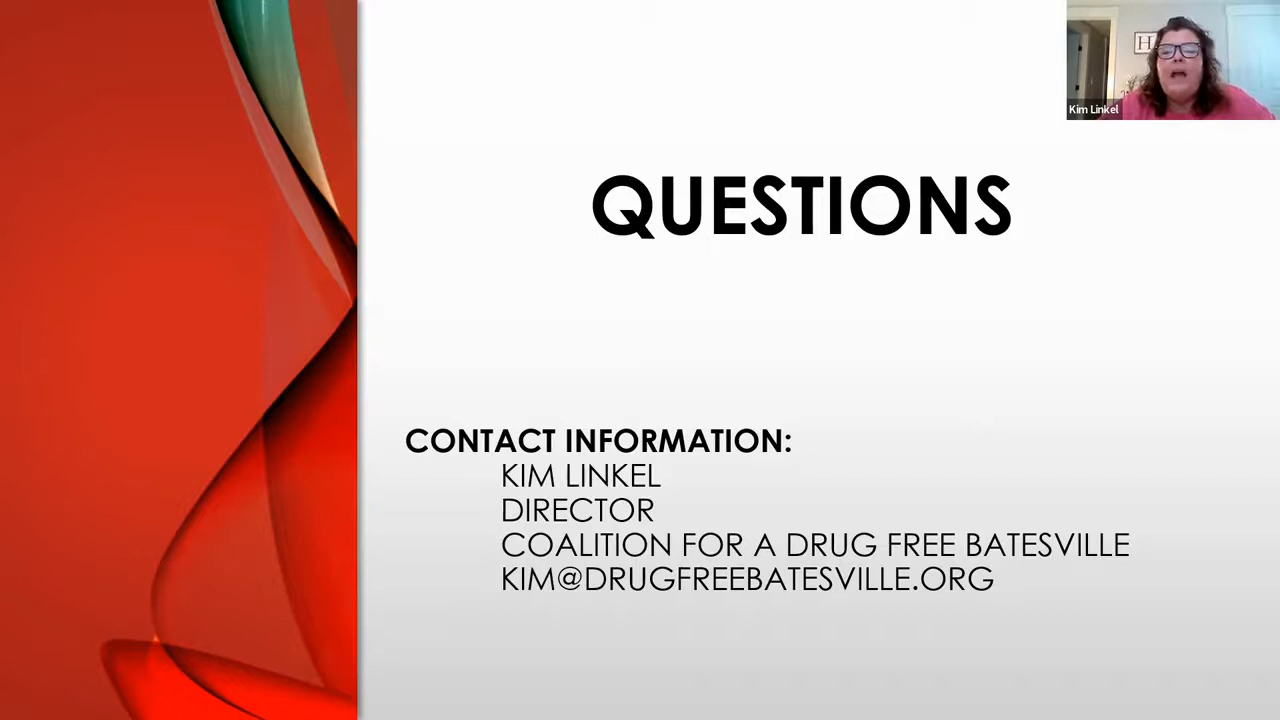 Kim Linkel
QUESTIONS
CONTACT INFORMATION:
KIM LINKEL
DIRECTOR
COALITION FOR A DRUG FREE BATESVILLE
KIM@DRUGFREEBATESVILLE.ORG